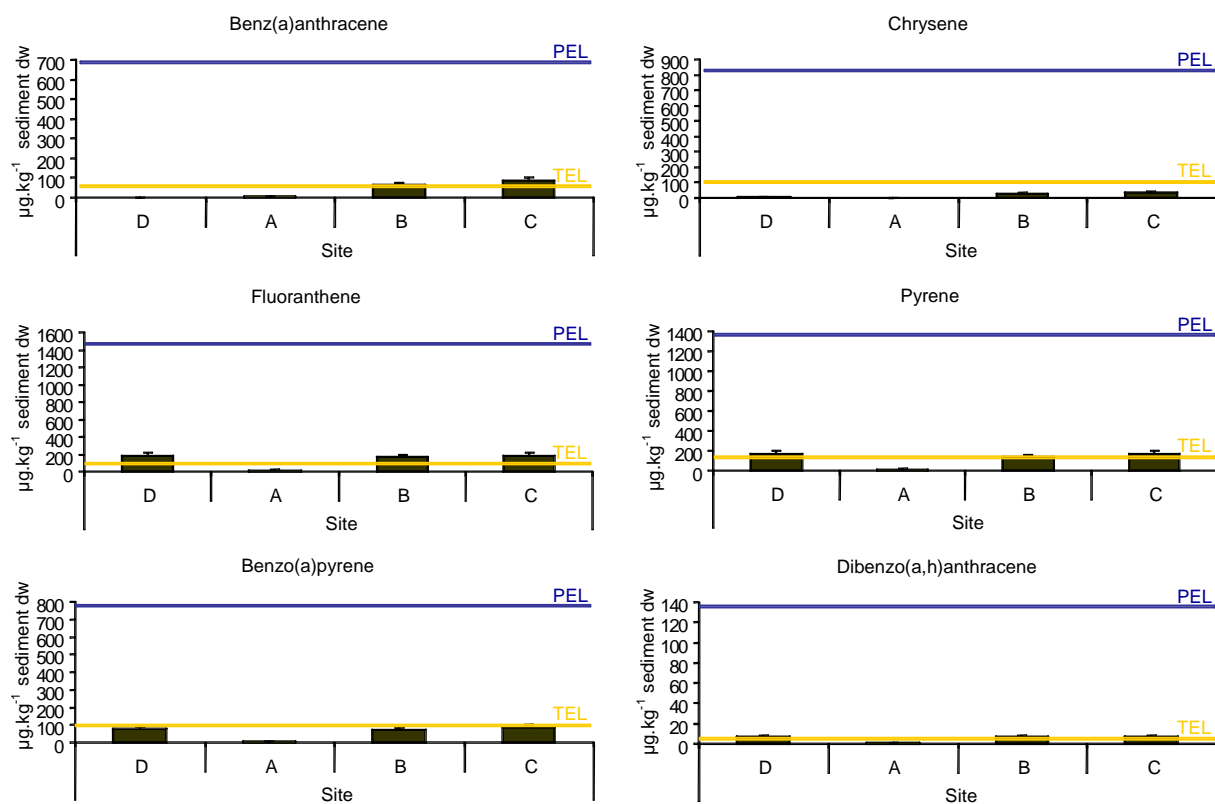 Benz(a)anthracene
µg.kg⁻¹ sediment dw
700
600
500
400
300
200
100
0
PEL
TEL
D A B C
Site
Chrysene
µg.kg⁻¹ sediment dw
900
800
700
600
500
400
300
200
100
0
PEL
TEL
D A B C
Site
Fluoranthene
µg.kg⁻¹ sediment dw
1600
1400
1200
1000
800
600
400
200
0
PEL
TEL
D A B C
Site
Pyrene
µg.kg⁻¹ sediment dw
1400
1200
1000
800
600
400
200
0
PEL
TEL
D A B C
Site
Benzo(a)pyrene
µg.kg⁻¹ sediment dw
800
700
600
500
400
300
200
100
0
PEL
TEL
D A B C
Site
Dibenzo(a,h)anthracene
µg.kg⁻¹ sediment dw
140
120
100
80
60
40
20
0
PEL
TEL
D A B C
Site